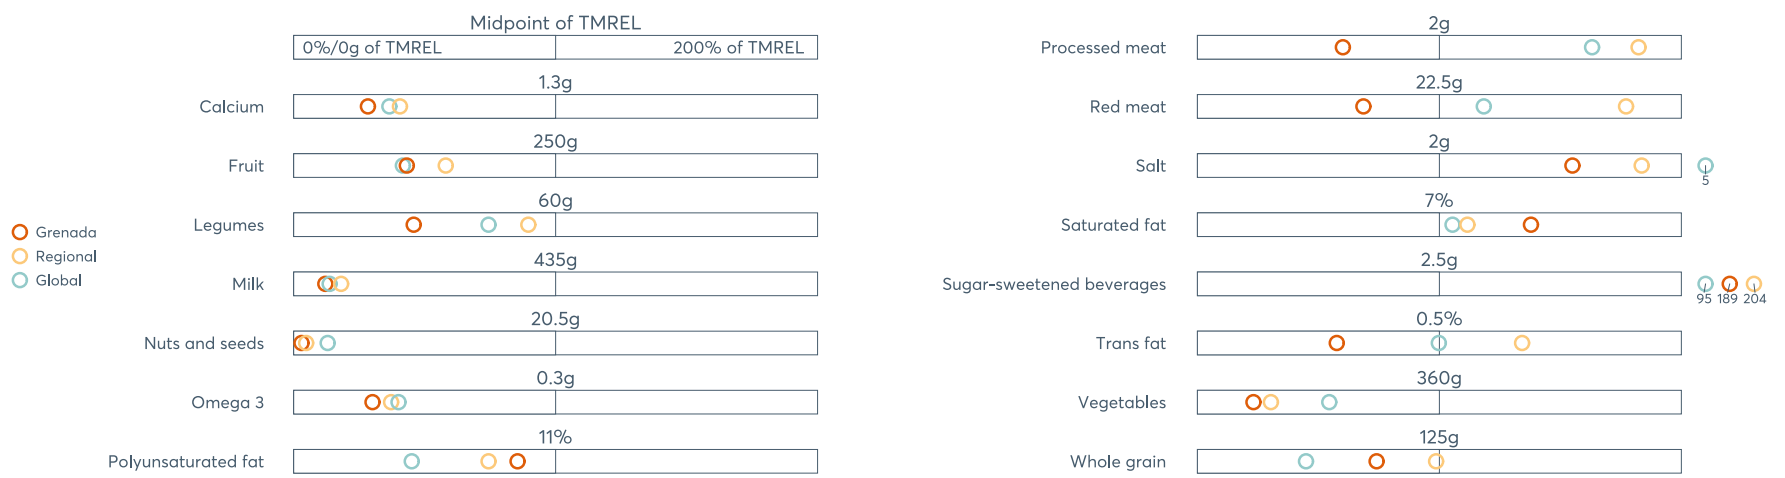 Midpoint of TMREL
0%/0g of TMREL 200% of TMREL
1.3g
Calcium
250g
Fruit
60g
Legumes
435g
Milk
20.5g
Nuts and seeds
0.3g
Omega 3
11%
Polyunsaturated fat
Grenada
Regional
Global
2g
Processed meat
22.5g
Red meat
2g
Salt
5
7%
Saturated fat
2.5g
Sugar-sweetened beverages
95 189 204
0.5%
Trans fat
360g
Vegetables
125g
Whole grain